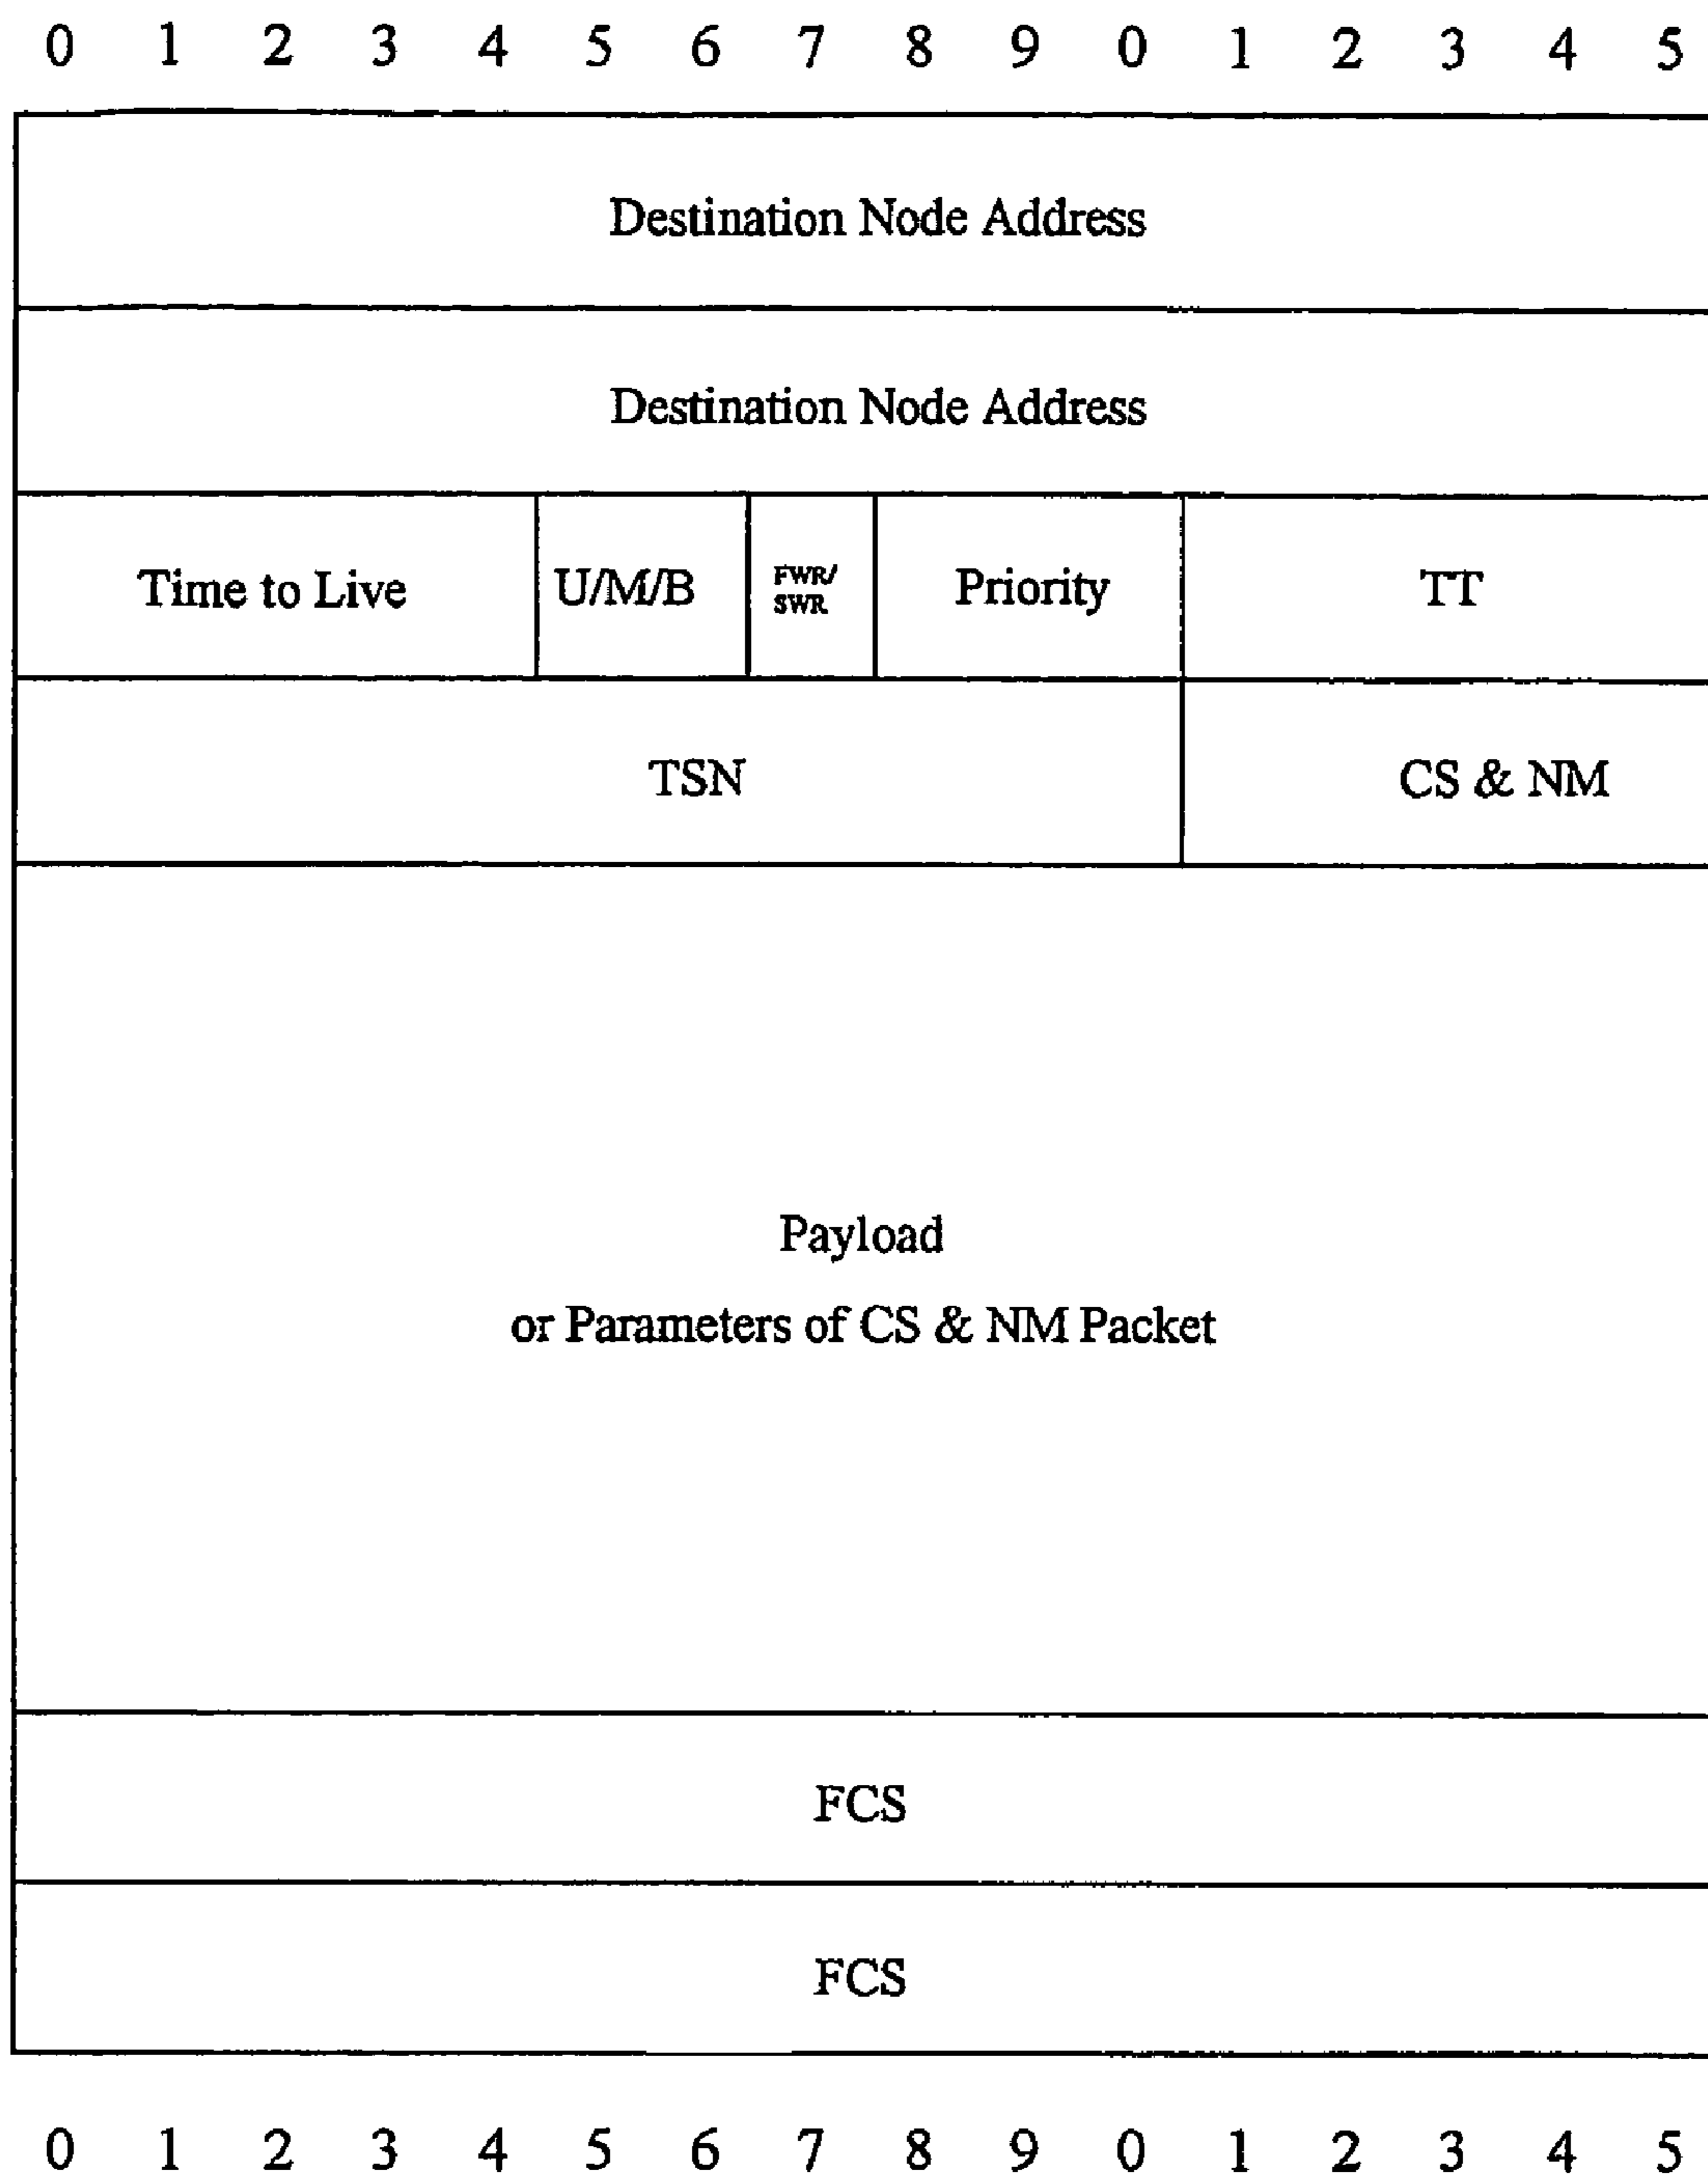 0 1 2 3 4 5 6 7 8 9 0 1 2 3 4 5
Destination Node Address
Destination Node Address
Time to Live U/M/B FWR/ SWR Priority TT
TSN CS & NM
Payload
or Parameters of CS & NM Packet
FCS
FCS
0 1 2 3 4 5 6 7 8 9 0 1 2 3 4 5